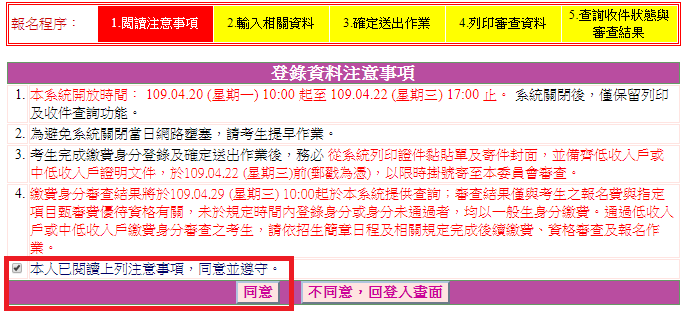 報名程序：
1.閱讀注意事項
2.輸入相關資料
3.確定送出作業
4.列印審查資料
5.查詢收件狀態與
審查結果
登錄資料注意事項
1. 本系統開放時間： 109.04.20 (星期一) 10:00 起至 109.04.22 (星期三) 17:00 止。 系統關閉後，僅保留列印
及收件查詢功能。
2. 為避免系統關閉當日網路壅塞，請考生提早作業。
3. 考生完成繳費身分登錄及確定送出作業後，務必 從系統列印證件黏貼單及寄件封面，並備齊低收入戶或
中低收入戶證明文件，於109.04.22 (星期三)前(郵戳為憑)，以限時掛號寄至本委員會審查。
4. 繳費身分審查結果將於109.04.29 (星期三) 10:00起於本系統提供查詢；審查結果僅與考生之報名費與指定
項目甄審費優待資格有關，未於規定時間內登錄身分或身分未通過者，均以一般生身分繳費。通過低收入
戶或中低收入戶繳費身分審查之考生，請依招生簡章日程及相關規定完成後續繳費、資格審查及報名作
業。
本人已閱讀上列注意事項，同意並遵守。
同意 不同意，回登入畫面